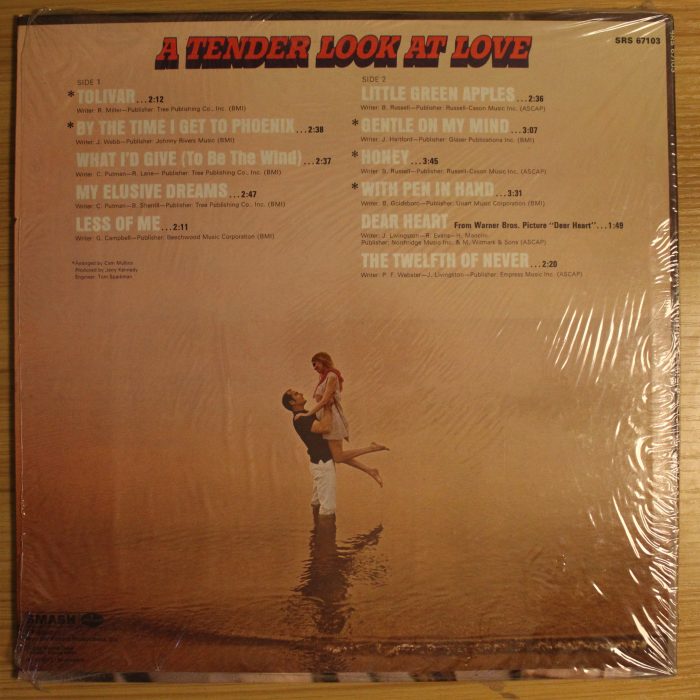 A TENDER LOOK AT LOVE
SRS 67103
SIDE 1
*TOLIVAR...2:12
Writer: R. Miller—Publisher: Tree Publishing Co., Inc. (BMI)
*BY THE TIME I GET TO PHOENIX...2:38
Writer: J. Webb—Publisher: Johnny Rivers Music (BMI)
WHAT I'D GIVE (To Be The Wind)...2:37
Writer: C. Putman—R. Lane—Publisher: Tree Publishing Co., Inc. (BMI)
MY ELUSIVE DREAMS...2:47
Writer: C. Putman—B. Sherrill—Publisher: Tree Publishing Co., Inc. (BMI)
LESS OF ME...2:11
Writer: G. Campbell—Publisher: Beechwood Music Corporation (BMI)
*Arranged by Cam Mullins
Produced by Jerry Kennedy
Engineer: Tom Sparkman
SIDE 2
LITTLE GREEN APPLES...2:36
Writer: B. Russell—Publisher: Russell-Cason Music Inc. (ASCAP)
*GENTLE ON MY MIND...3:07
Writer: J. Hartford—Publisher: Glaser Publications Inc. (BMI)
*HONEY...3:45
Writer: B. Russell—Publisher: Russell-Cason Music Inc. (ASCAP)
*WITH PEN IN HAND...3:31
Writer: B. Goldsboro—Publisher: Unart Music Corporation (BMI)
DEAR HEART From Warner Bros. Picture "Dear Heart"...1:49
Writer: J. Livingston—R. Evans—H. Mancini
Publisher: Northridge Music Inc. & M. Witmark & Sons (ASCAP)
THE TWELFTH OF NEVER...2:20
Writer: P. F. Webster—J. Livingston—Publisher: Empress Music Inc. (ASCAP)
SMASH